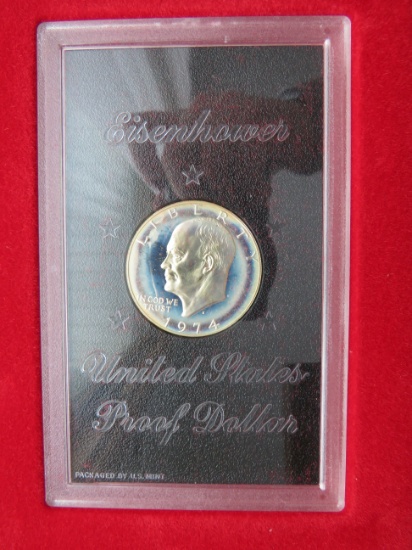 Eisenhower
LIBERTY
IN GOD WE
TRUST
1974
United States
Proof Dollar
PACKAGED BY U.S. MINT